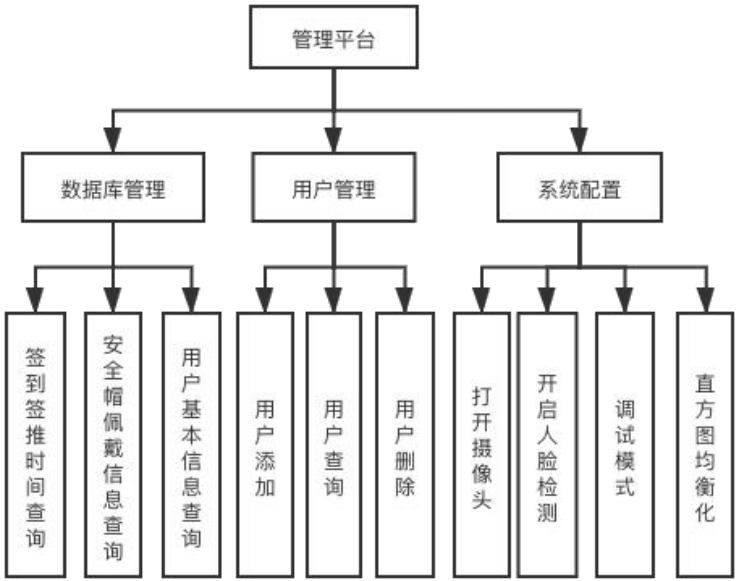 管理平台
数据库管理
用户管理
系统配置
签到签推时间查询
安全帽佩戴信息查询
用户基本信息查询
用户添加
用户查询
用户删除
打开摄像头
开启人脸检测
调试模式
直方图均衡化